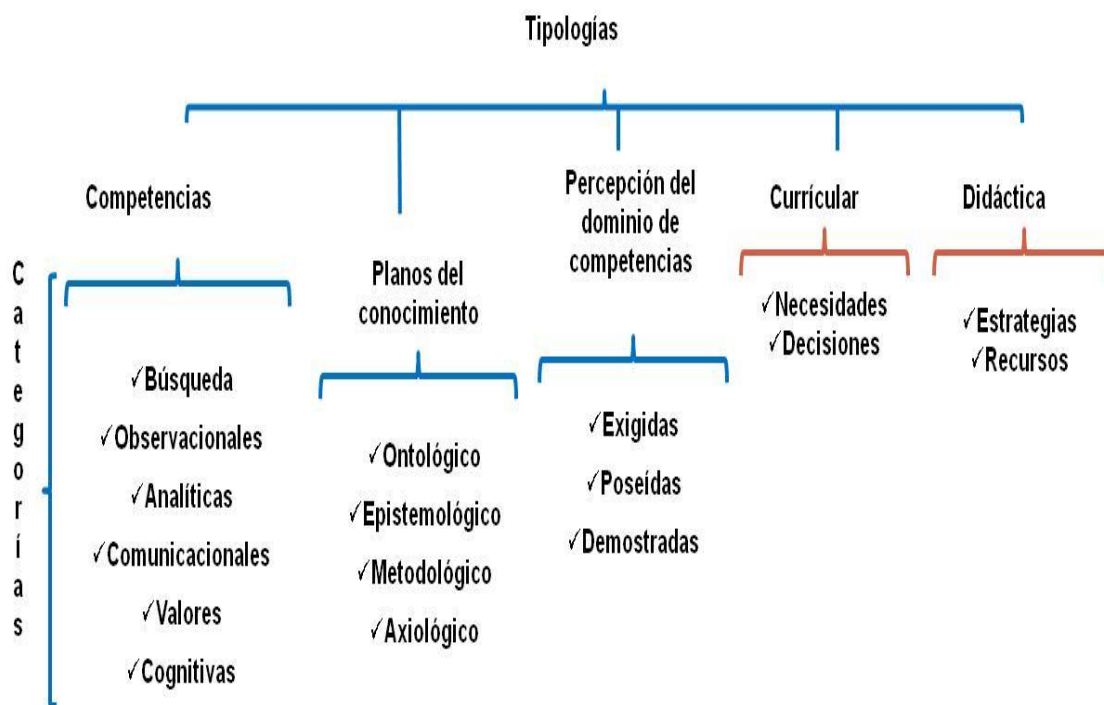 Tipologías
Competencias
Planos del
conocimiento
Percepción del
dominio de
competencias
Currícular
Didáctica
Categorías
✓Búsqueda
✓Observacionales
✓Analíticas
✓Comunicacionales
✓Valores
✓Cognitivas
✓Ontológico
✓Epistemológico
✓Metodológico
✓Axiológico
✓Exigidas
✓Poseídas
✓Demostradas
✓Necesidades
✓Decisiones
✓Estrategias
✓Recursos